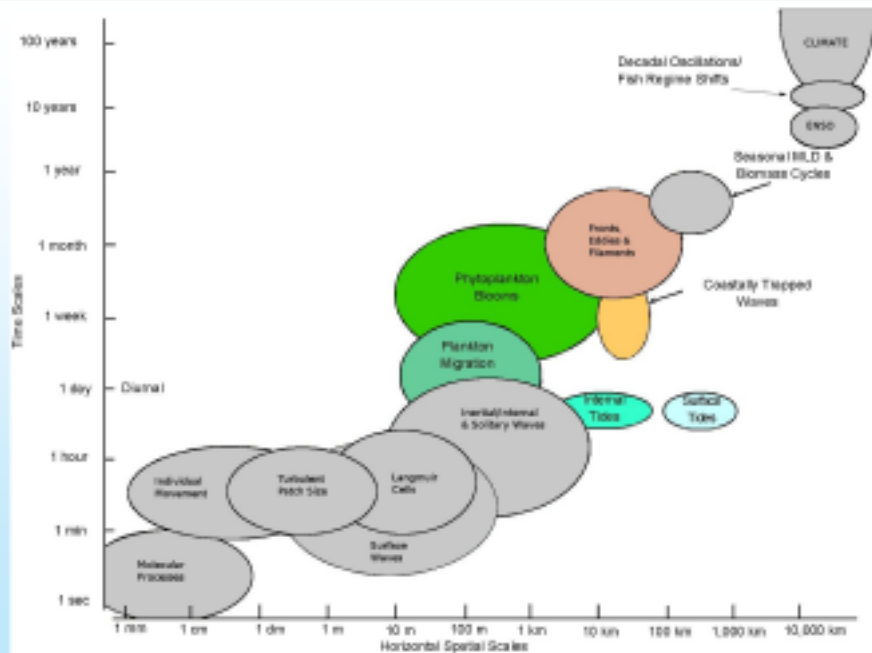 100 years
10 years
1 year
1 month
1 week
1 day
1 hour
1 min
1 sec
Time Scales
Diurnal
CLIMATE
Decadal Oscillations/
Fish Regime Shifts
ENSO
Seasonal MLD &
Biomass Cycles
Fronts,
Eddies &
Filaments
Phytoplankton
Blooms
Coastally Trapped
Waves
Plankton
Migration
Internal
Tides
Surface
Tides
Inertial/Internal
& Solitary Waves
Individual
Movement
Turbulent
Patch Size
Langmuir
Cells
Surface
Waves
Molecular
Processes
1 mm
1 cm
1 dm
1 m
10 m
100 m
1 km
10 km
100 km
1,000 km
10,000 km
Horizontal Spatial Scales